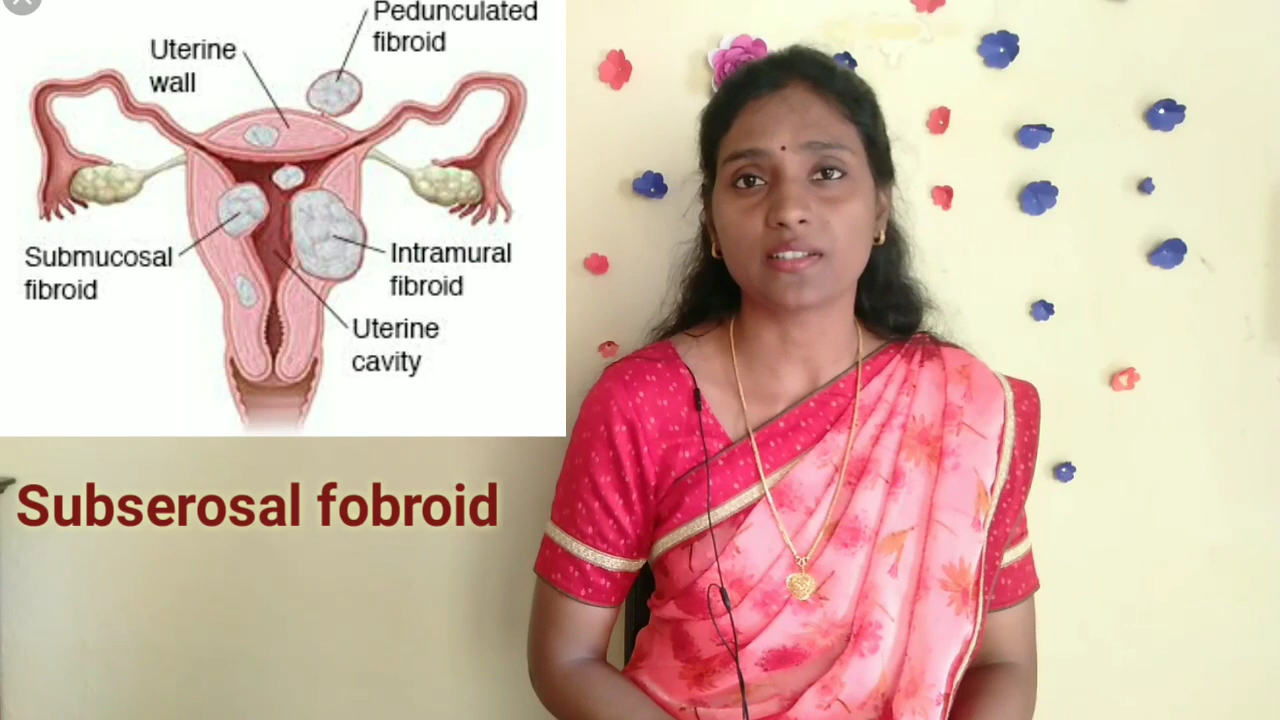 Pedunculated
fibroid
Uterine
wall
Submucosal
fibroid
Intramural
fibroid
Uterine
cavity
Subserosal fobroid